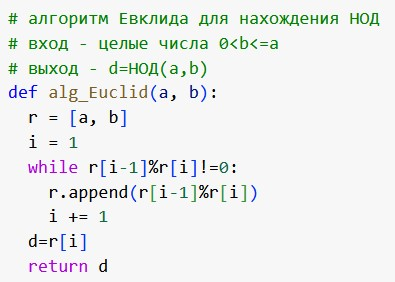 # алгоритм Евклида для нахождения НОД
# вход - целые числа 0<b<=a
# выход - d=НОД(a,b)
def alg_Euclid(a, b):
  r = [a, b]
  i = 1
  while r[i-1]%r[i]!=0:
    r.append(r[i-1]%r[i])
    i += 1
  d=r[i]
  return d